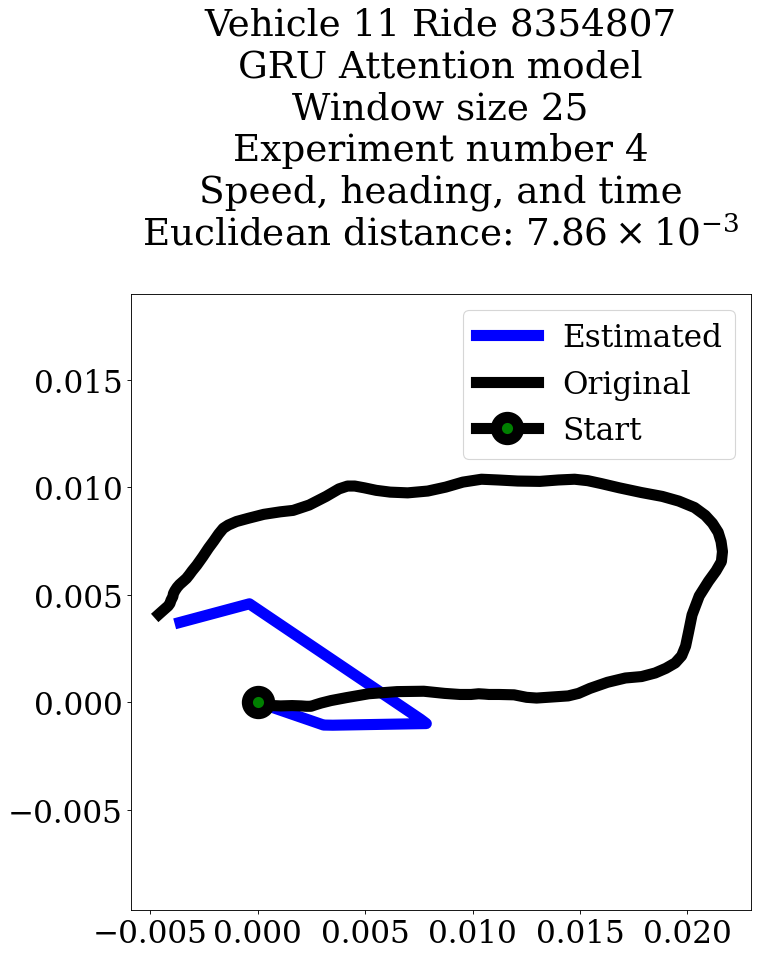 Vehicle 11 Ride 8354807
GRU Attention model
Window size 25
Experiment number 4
Speed, heading, and time
Euclidean distance: 7.86 × 10⁻³
Estimated
Original
Start
0.015
0.010
0.005
0.000
−0.005
−0.005 0.000 0.005 0.010 0.015 0.020